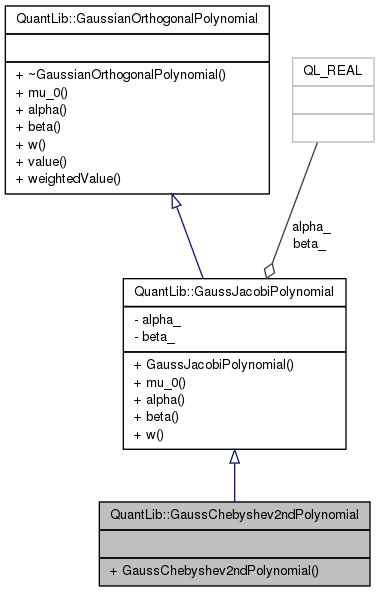 QuantLib::GaussianOrthogonalPolynomial
+ ~GaussianOrthogonalPolynomial()
+ mu_0()
+ alpha()
+ beta()
+ w()
+ value()
+ weightedValue()
QL_REAL
alpha_
beta_
QuantLib::GaussJacobiPolynomial
- alpha_
- beta_
+ GaussJacobiPolynomial()
+ mu_0()
+ alpha()
+ beta()
+ w()
QuantLib::GaussChebyshev2ndPolynomial
+ GaussChebyshev2ndPolynomial()